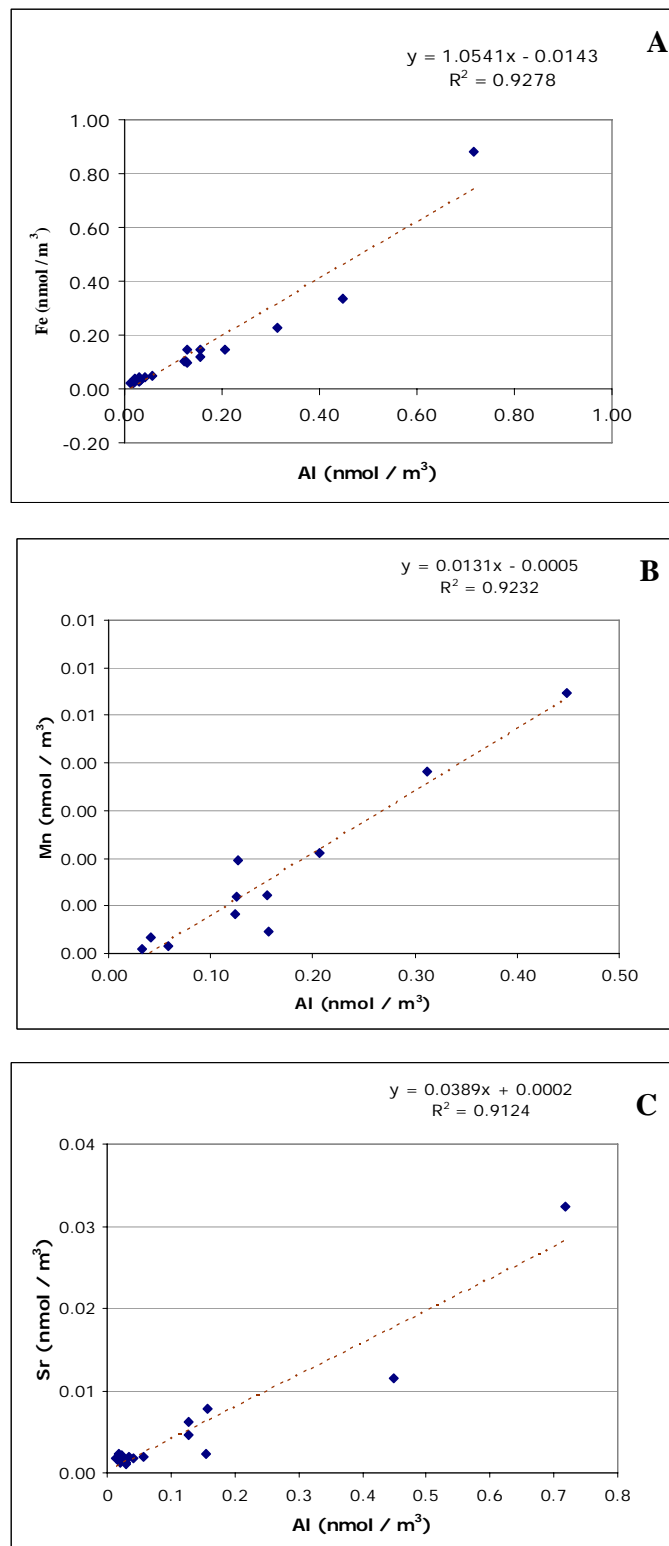 A
y = 1.0541x - 0.0143
R² = 0.9278
1.00
0.80
0.60
0.40
0.20
0.00
-0.20
Fe (nmol / m³)
0.00 0.20 0.40 0.60 0.80 1.00
Al (nmol / m³)
B
y = 0.0131x - 0.0005
R² = 0.9232
0.01
0.01
0.01
0.00
0.00
0.00
0.00
0.00
Mn (nmol / m³)
0.00 0.10 0.20 0.30 0.40 0.50
Al (nmol / m³)
C
y = 0.0389x + 0.0002
R² = 0.9124
0.04
0.03
0.02
0.01
0.00
Sr (nmol / m³)
0 0.1 0.2 0.3 0.4 0.5 0.6 0.7 0.8
Al (nmol / m³)